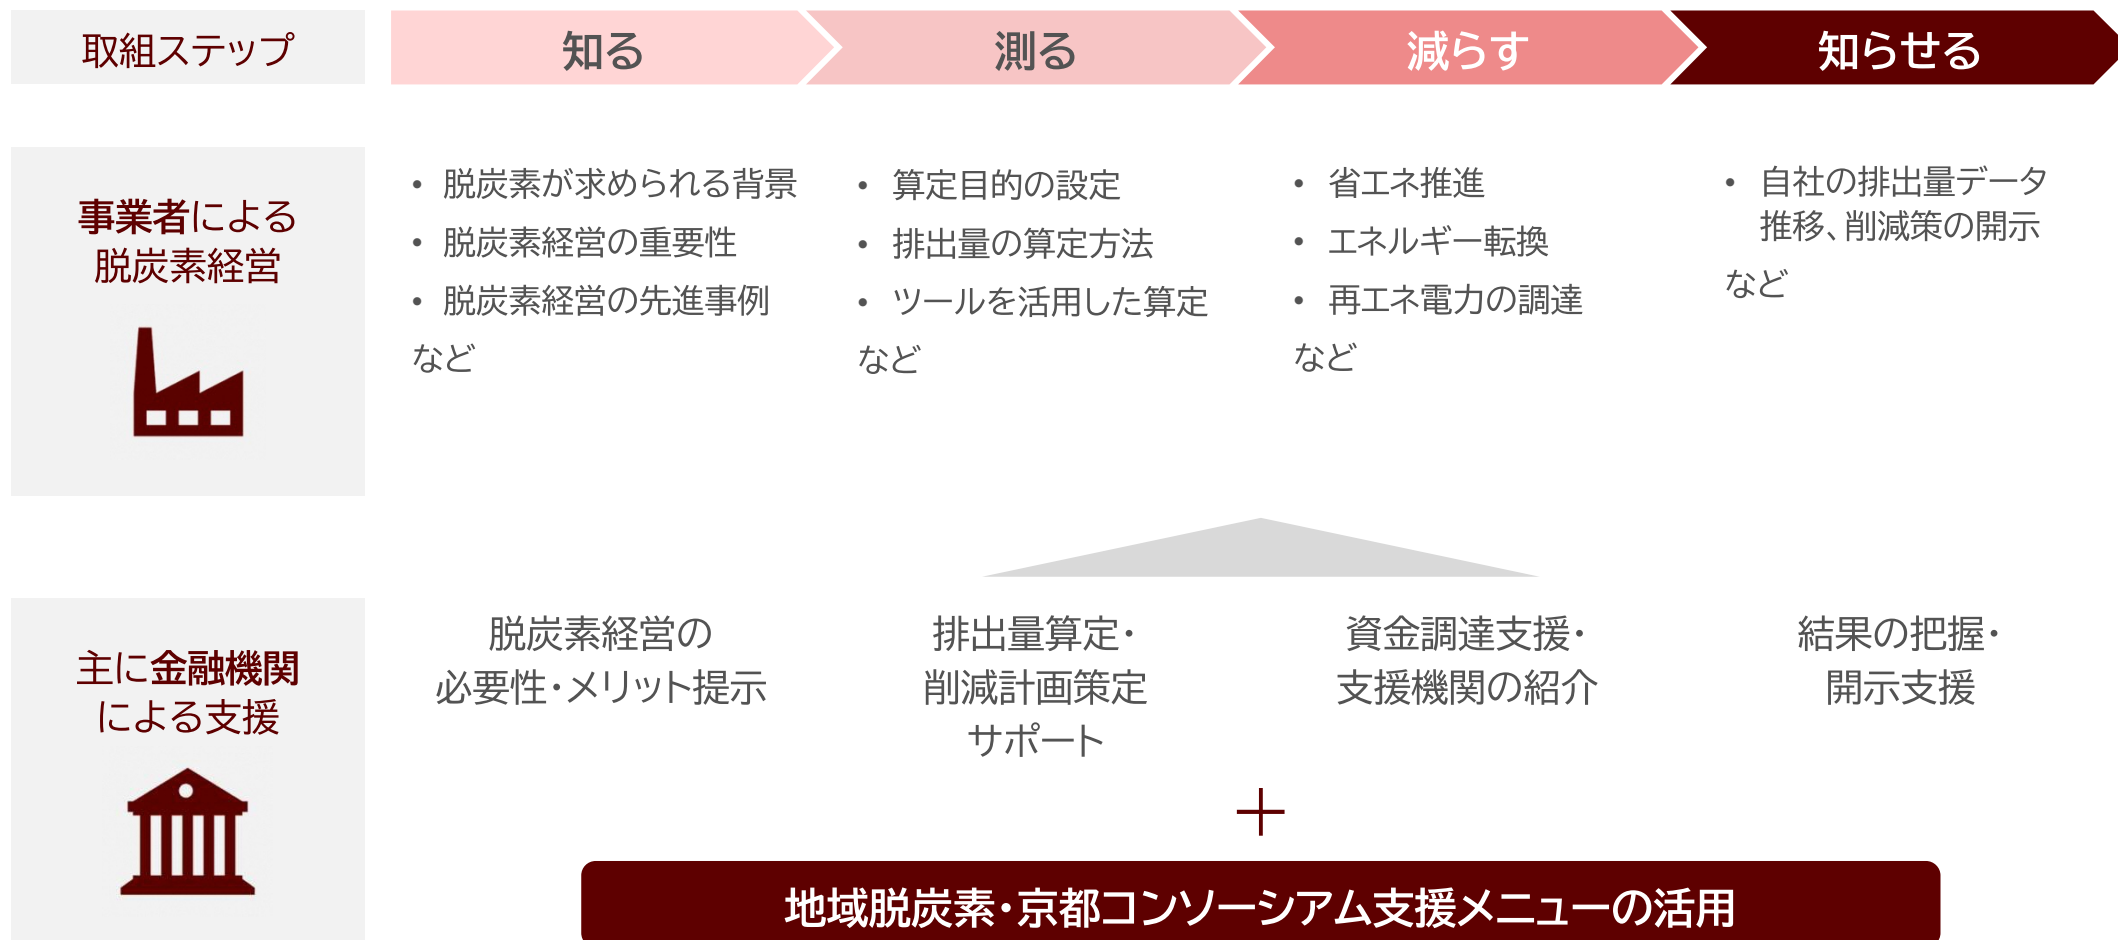 取組ステップ
知る
測る
減らす
知らせる
事業者による
脱炭素経営
• 脱炭素が求められる背景
• 脱炭素経営の重要性
• 脱炭素経営の先進事例
など
• 算定目的の設定
• 排出量の算定方法
• ツールを活用した算定
など
• 省エネ推進
• エネルギー転換
• 再エネ電力の調達
など
• 自社の排出量データ
推移、削減策の開示
など
主に金融機関
による支援
脱炭素経営の
必要性・メリット提示
排出量算定・
削減計画策定
サポート
資金調達支援・
支援機関の紹介
結果の把握・
開示支援
＋
地域脱炭素・京都コンソーシアム支援メニューの活用